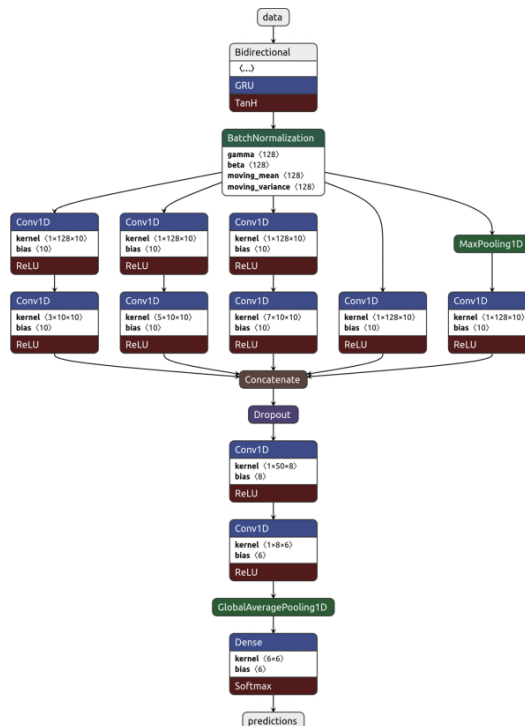 data
Bidirectional
⟨…⟩
GRU
TanH
BatchNormalization
gamma ⟨128⟩
beta ⟨128⟩
moving_mean ⟨128⟩
moving_variance ⟨128⟩
Conv1D
kernel ⟨1×128×10⟩
bias ⟨10⟩
ReLU
Conv1D
kernel ⟨1×128×10⟩
bias ⟨10⟩
ReLU
Conv1D
kernel ⟨1×128×10⟩
bias ⟨10⟩
ReLU
MaxPooling1D
Conv1D
kernel ⟨3×10×10⟩
bias ⟨10⟩
ReLU
Conv1D
kernel ⟨5×10×10⟩
bias ⟨10⟩
ReLU
Conv1D
kernel ⟨7×10×10⟩
bias ⟨10⟩
ReLU
Conv1D
kernel ⟨1×128×10⟩
bias ⟨10⟩
ReLU
Conv1D
kernel ⟨1×128×10⟩
bias ⟨10⟩
ReLU
Concatenate
Dropout
Conv1D
kernel ⟨1×50×8⟩
bias ⟨8⟩
ReLU
Conv1D
kernel ⟨1×8×6⟩
bias ⟨6⟩
ReLU
GlobalAveragePooling1D
Dense
kernel ⟨6×6⟩
bias ⟨6⟩
Softmax
predictions